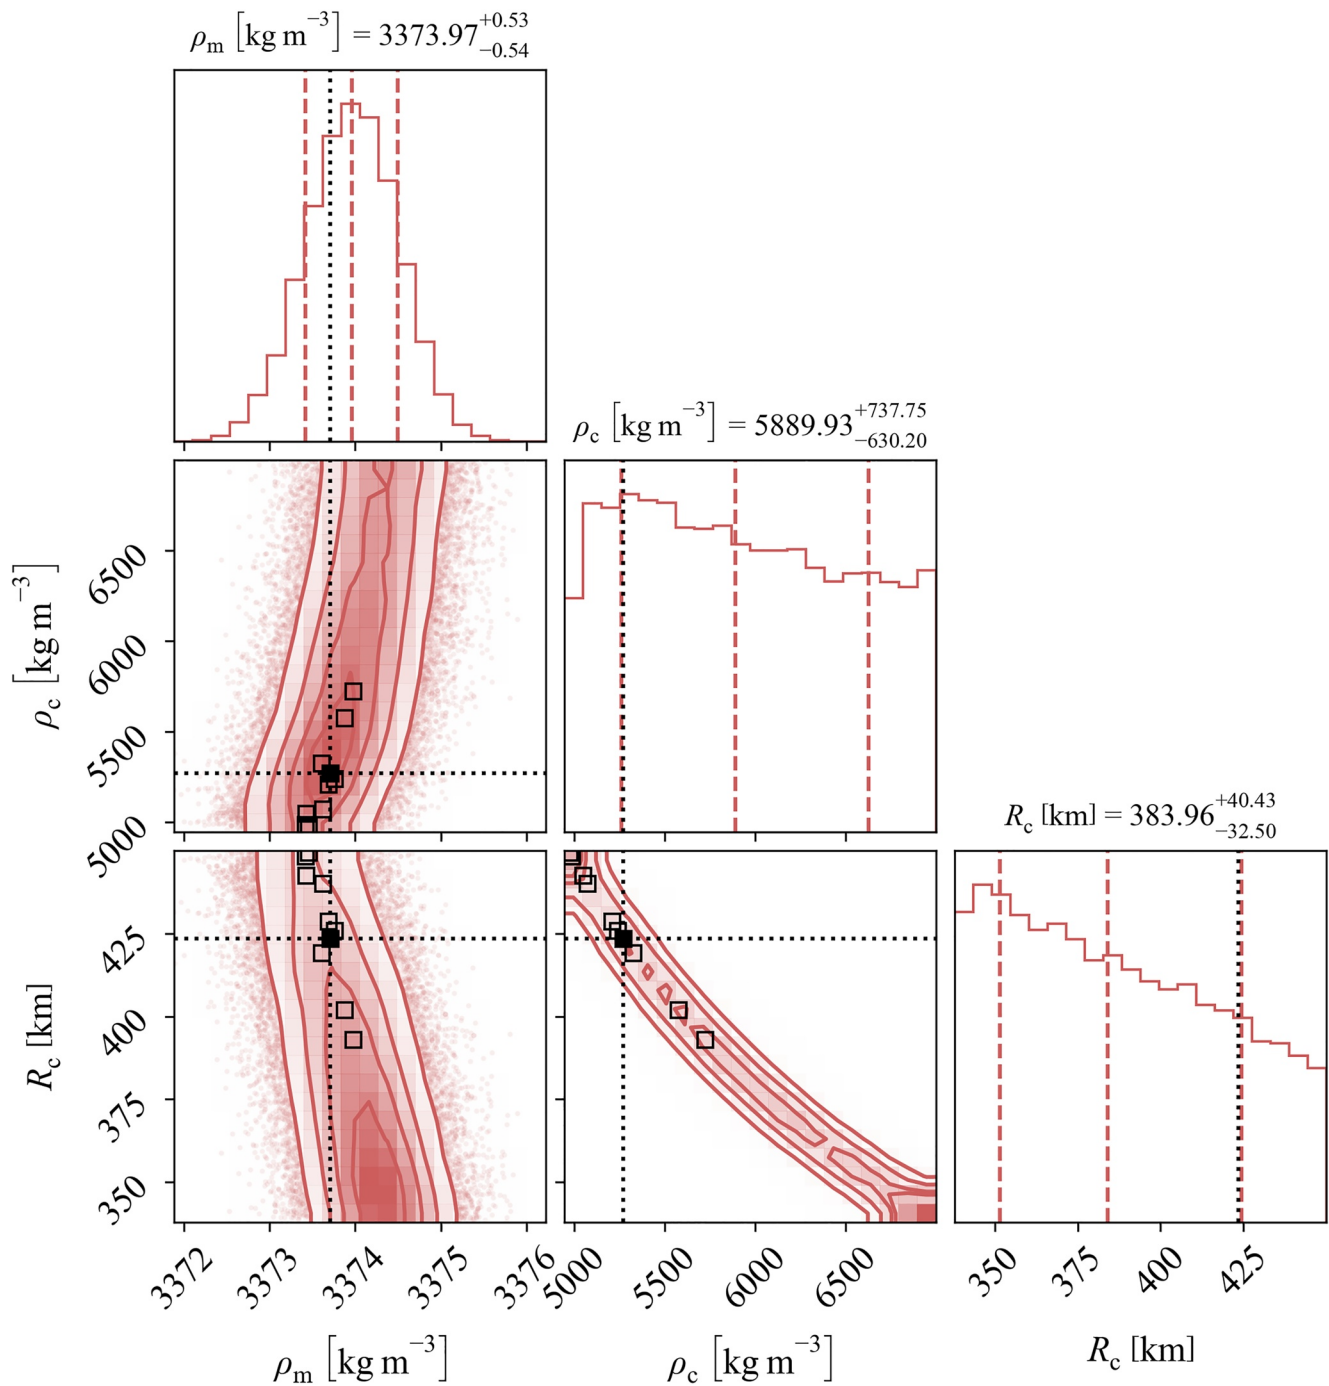 ρm [kg m−3] = 3373.97+0.53−0.54
ρc [kg m−3] = 5889.93+737.75−630.20
Rc [km] = 383.96+40.43−32.50
ρc [kg m−3]
6500
6000
5500
5000
Rc [km]
425
400
375
350
3372 3373 3374 3375 3376
5000 5500 6000 6500
350 375 400 425
ρm [kg m−3]
ρc [kg m−3]
Rc [km]